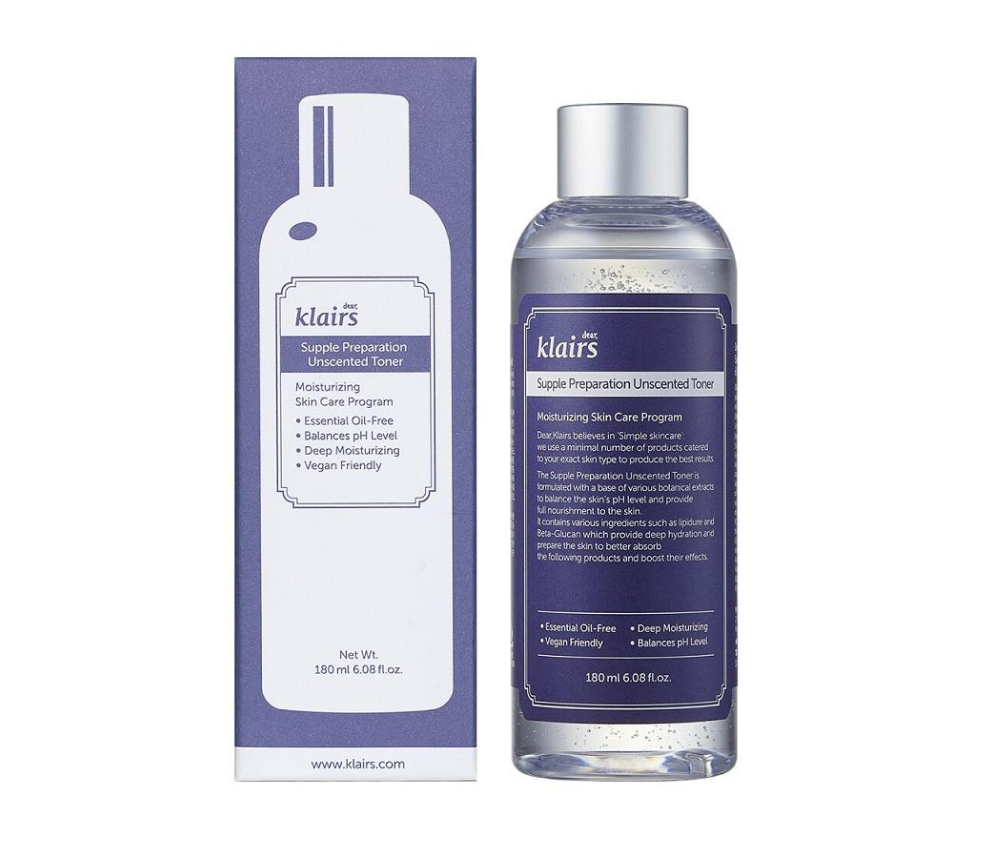 dear,
klairs
Supple Preparation
Unscented Toner
Moisturizing
Skin Care Program
• Essential Oil-Free
• Balances pH Level
• Deep Moisturizing
• Vegan Friendly
Net Wt.
180 ml 6.08 fl.oz.
www.klairs.com
dear,
klairs
Supple Preparation Unscented Toner
Moisturizing Skin Care Program
Dear,Klairs believes in 'Simple skincare':
we use a minimal number of products catered
to your exact skin type to produce the best results.
The Supple Preparation Unscented Toner is
formulated with a base of various botanical extracts
to balance the skin's pH level and provide
full nourishment to the skin.
It contains various ingredients such as lipidure and
Beta-Glucan which provide deep hydration and
prepare the skin to better absorb
the following products and boost their effects.
• Essential Oil-Free • Deep Moisturizing
• Vegan Friendly • Balances pH Level
180 ml 6.08 fl.oz.